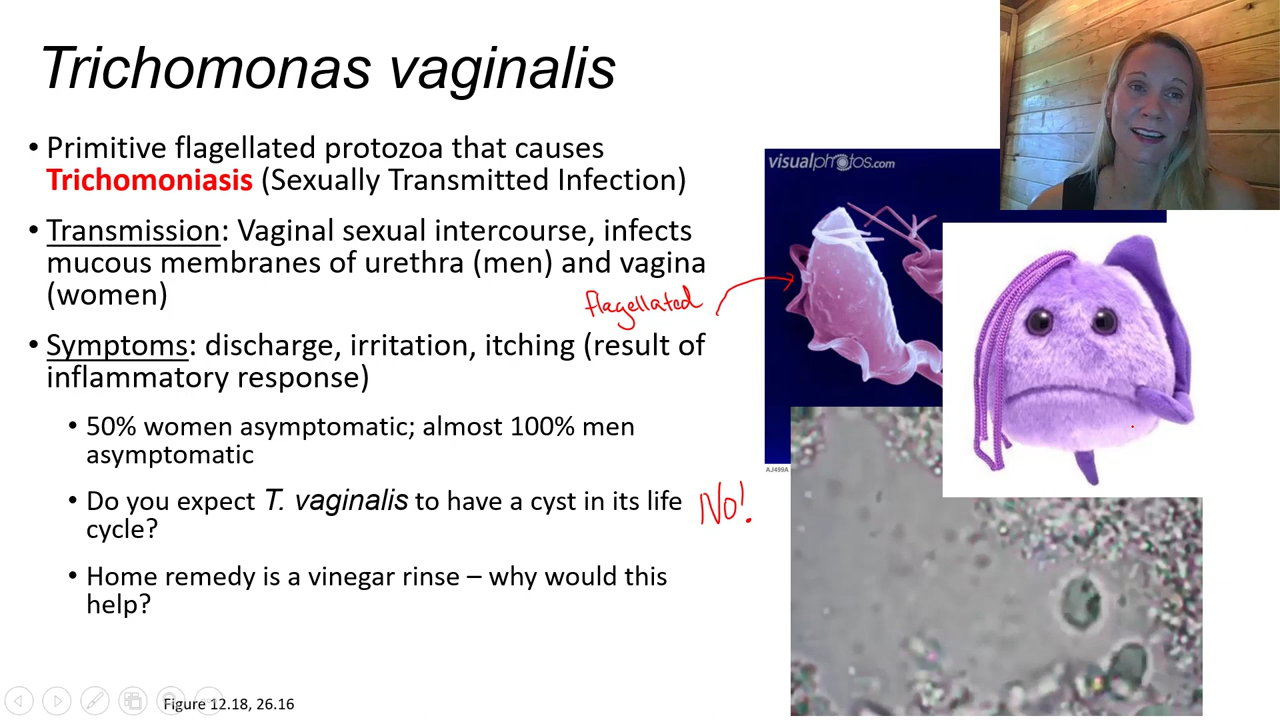 Trichomonas vaginalis
• Primitive flagellated protozoa that causes
Trichomoniasis (Sexually Transmitted Infection)
• Transmission: Vaginal sexual intercourse, infects
mucous membranes of urethra (men) and vagina
(women)
flagellated
• Symptoms: discharge, irritation, itching (result of
inflammatory response)
• 50% women asymptomatic; almost 100% men
asymptomatic
• Do you expect T. vaginalis to have a cyst in its life
cycle?
No!
• Home remedy is a vinegar rinse – why would this
help?
Figure 12.18, 26.16
visualphotos.com
AJ499A